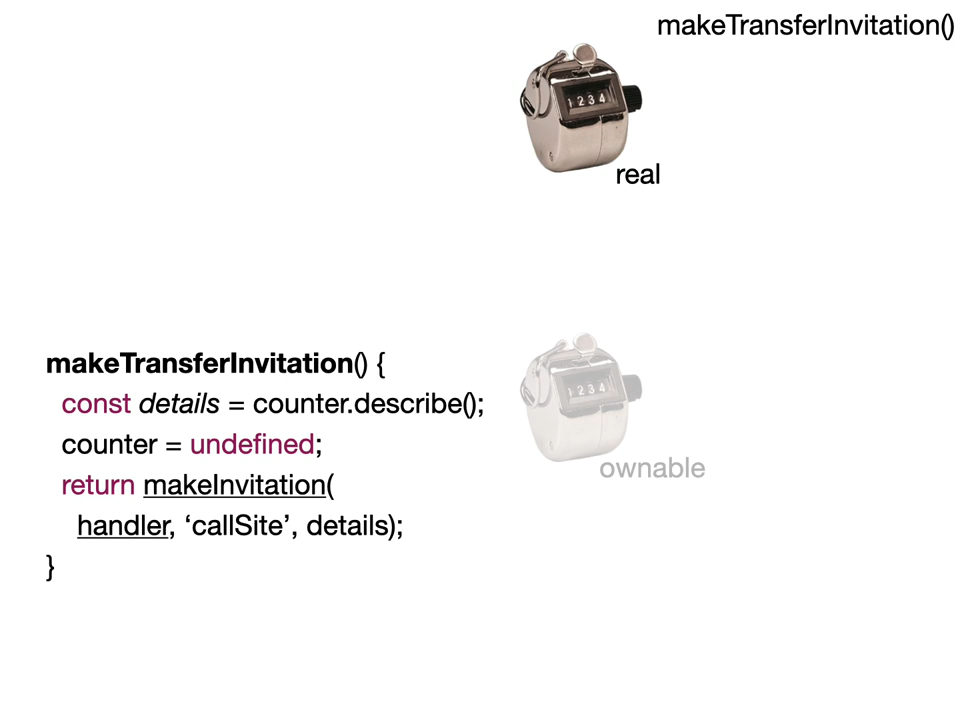 makeTransferInvitation()
1234
real
makeTransferInvitation() {
const details = counter.describe();
counter = undefined;
return makeInvitation(
handler, ‘callSite’, details);
}
1234
ownable